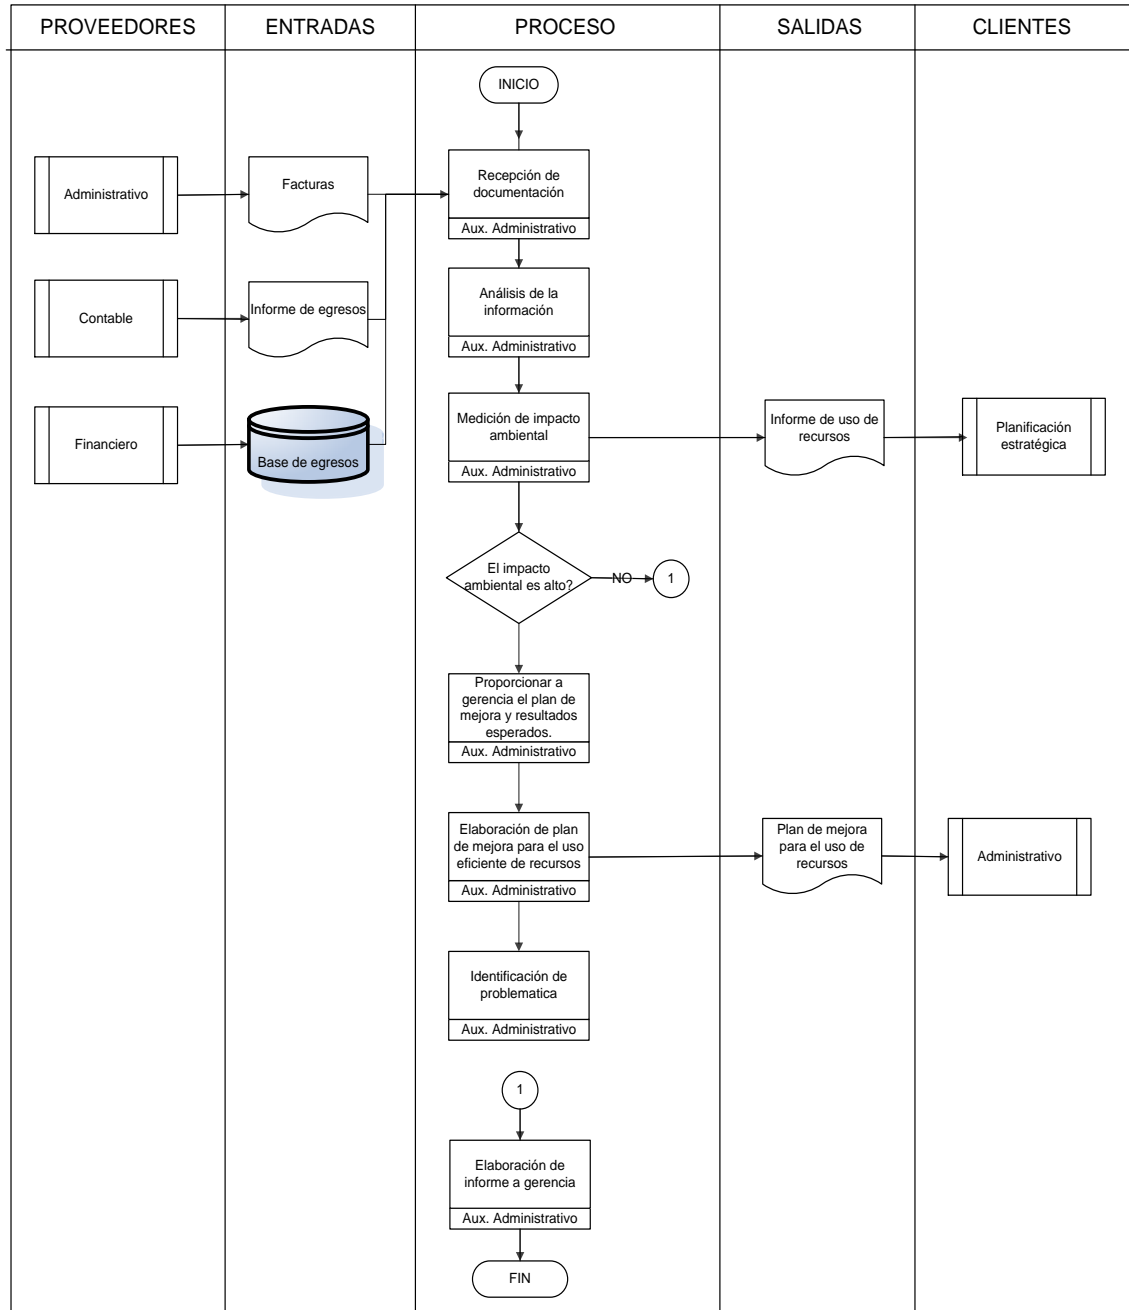 PROVEEDORES
ENTRADAS
PROCESO
SALIDAS
CLIENTES
INICIO
Administrativo
Facturas
Recepción de
documentación
Aux. Administrativo
Contable
Informe de egresos
Análisis de la
información
Aux. Administrativo
Financiero
Base de egresos
Medición de impacto
ambiental
Aux. Administrativo
Informe de uso de
recursos
Planificación
estratégica
El impacto
ambiental es alto?
NO
1
Proporcionar a
gerencia el plan de
mejora y resultados
esperados.
Aux. Administrativo
Elaboración de plan
de mejora para el uso
eficiente de recursos
Aux. Administrativo
Plan de mejora
para el uso de
recursos
Administrativo
Identificación de
problematica
Aux. Administrativo
1
Elaboración de
informe a gerencia
Aux. Administrativo
FIN